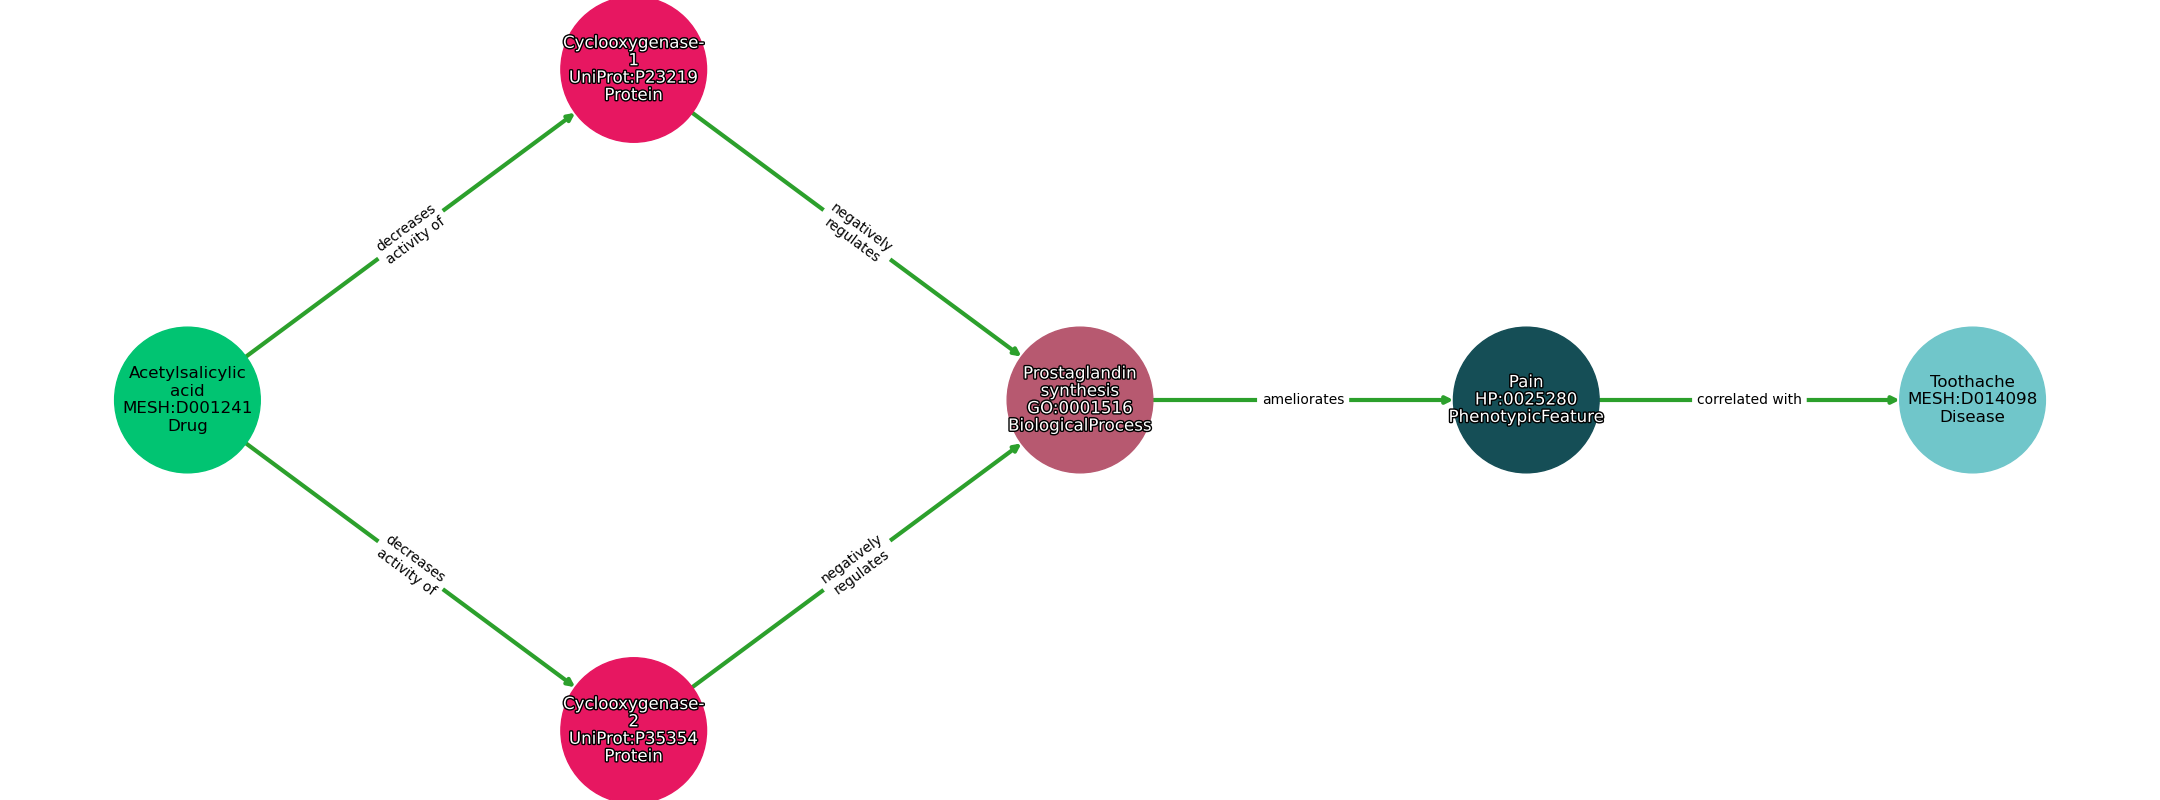 Cyclooxygenase-
1
UniProt:P23219
Protein
decreases
activity of
negatively
regulates
Acetylsalicylic
acid
MESH:D001241
Drug
Prostaglandin
synthesis
GO:0001516
BiologicalProcess
ameliorates
Pain
HP:0025280
PhenotypicFeature
correlated with
Toothache
MESH:D014098
Disease
decreases
activity of
negatively
regulates
Cyclooxygenase-
2
UniProt:P35354
Protein